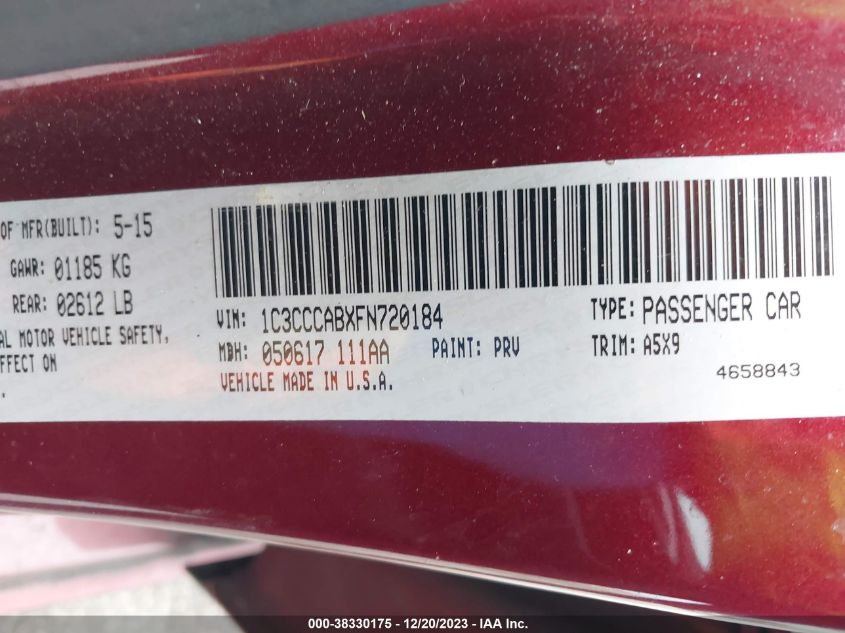 OF MFR(BUILT): 5-15
GAWR: 01185 KG
REAR: 02612 LB
AL MOTOR VEHICLE SAFETY,
FFECT ON
.
VIN: 1C3CCCABXFN720184
MBH: 050617 111AA PAINT: PRV
VEHICLE MADE IN U.S.A.
TYPE: PASSENGER CAR
TRIM: A5X9
4658843
000-38330175 - 12/20/2023 - IAA Inc.